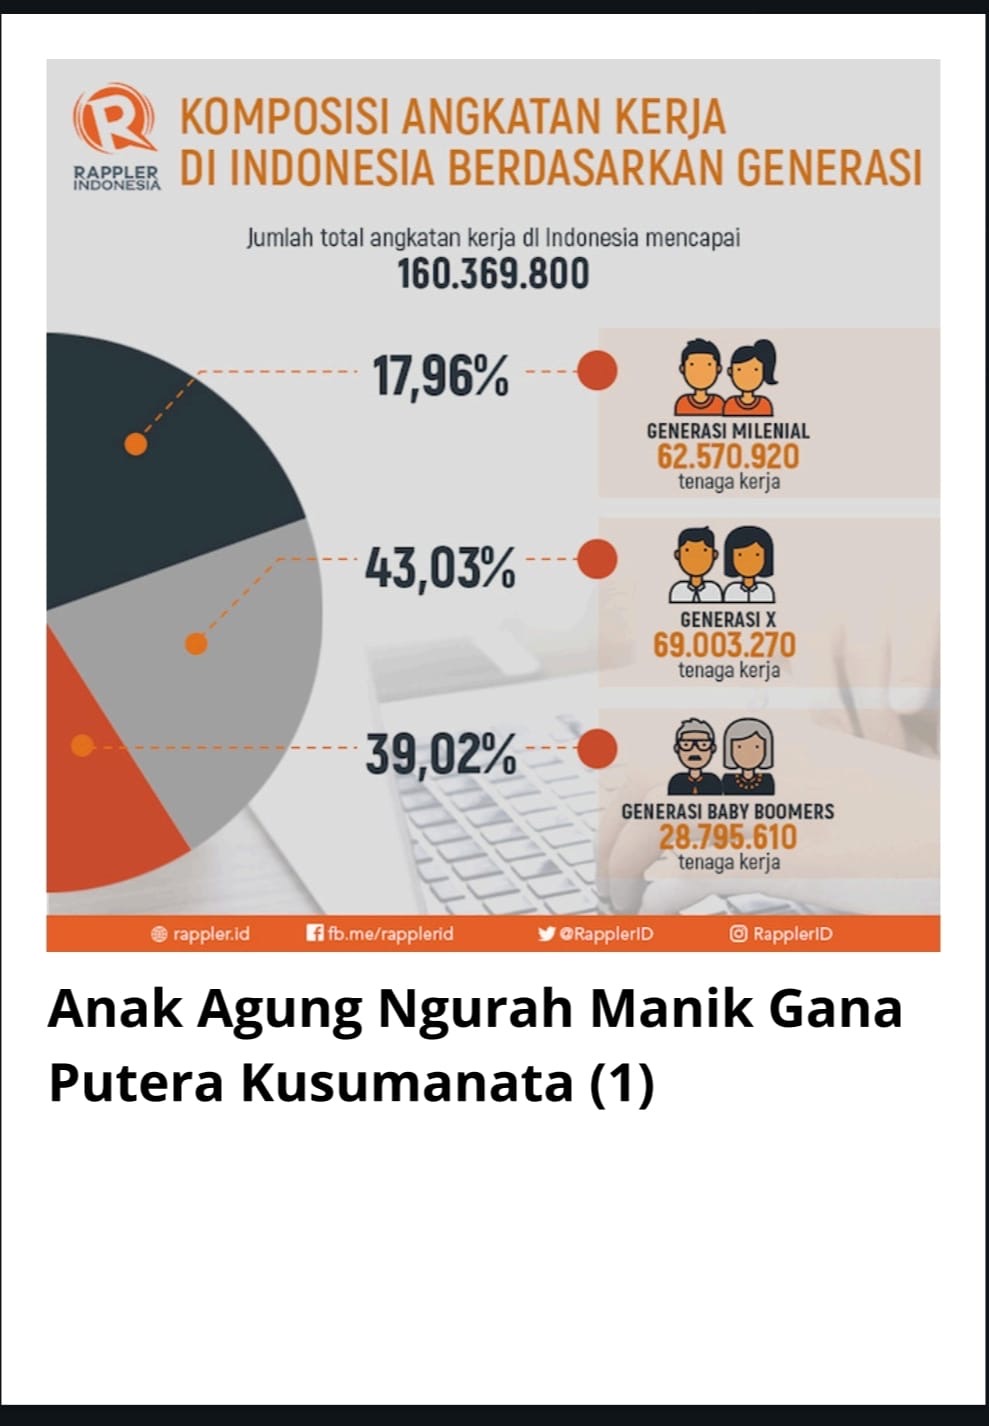 RAPPLER
INDONESIA
KOMPOSISI ANGKATAN KERJA
DI INDONESIA BERDASARKAN GENERASI
Jumlah total angkatan kerja dI Indonesia mencapai
160.369.800
17,96%
GENERASI MILENIAL
62.570.920
tenaga kerja
43,03%
GENERASI X
69.003.270
tenaga kerja
39,02%
GENERASI BABY BOOMERS
28.795.610
tenaga kerja
rappler.id fb.me/rapplerid @RapplerID RapplerID
Anak Agung Ngurah Manik Gana
Putera Kusumanata (1)